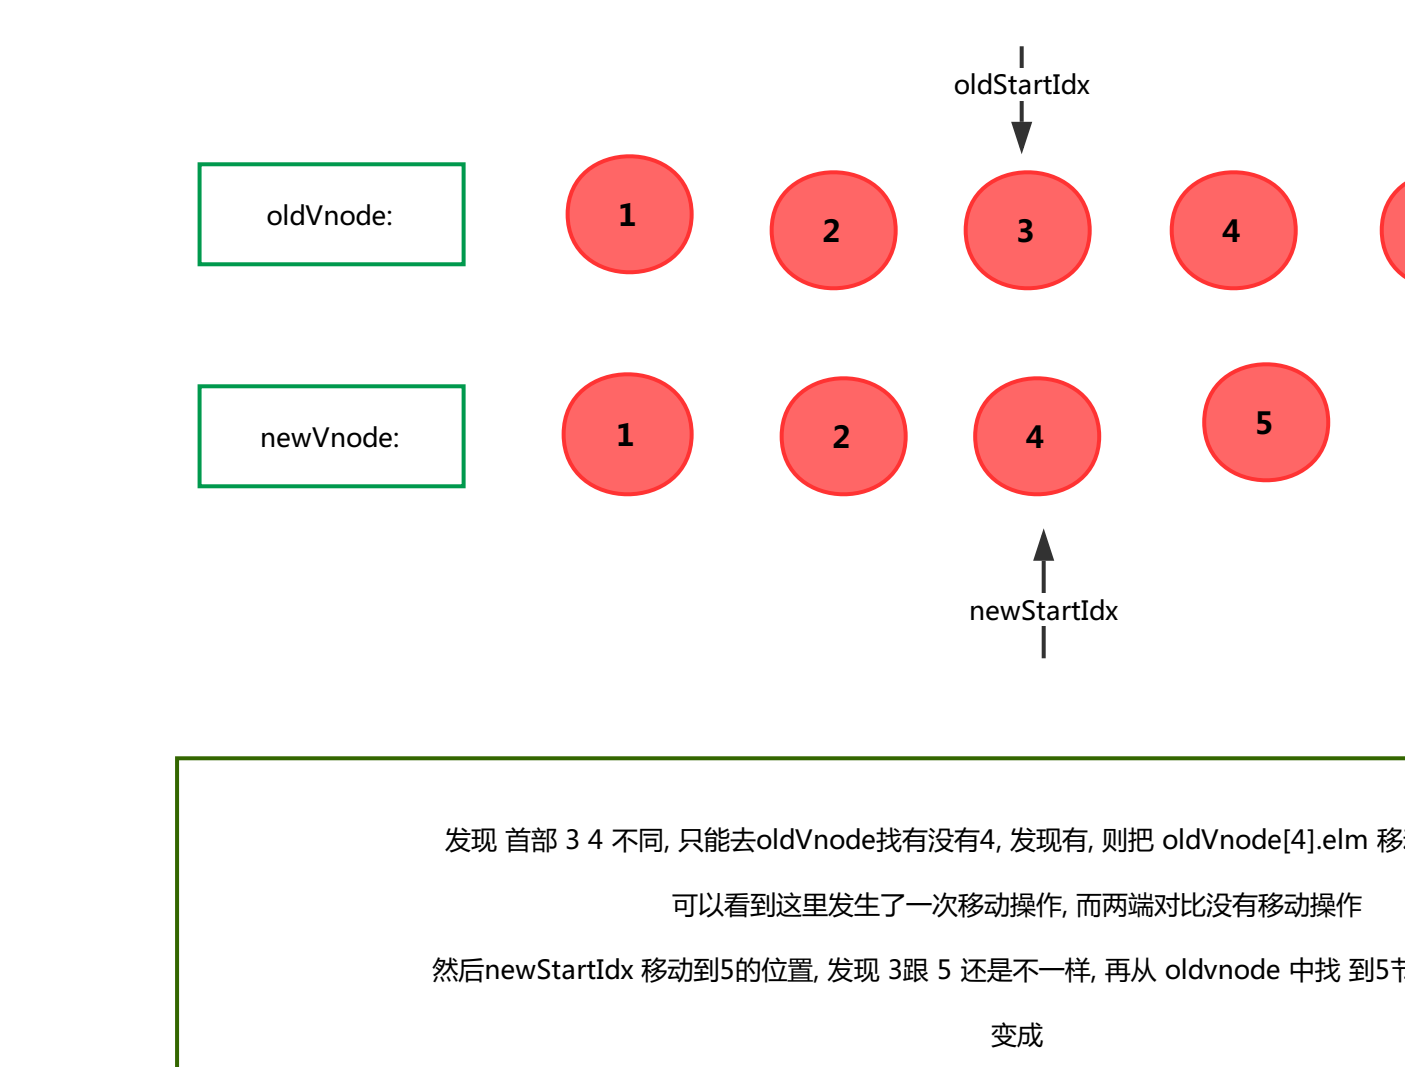 oldStartIdx
oldVnode:
1
2
3
4
newVnode:
1
2
4
5
newStartIdx
发现 首部 3 4 不同, 只能去oldVnode找有没有4, 发现有, 则把 oldVnode[4].elm
可以看到这里发生了一次移动操作, 而两端对比没有移动操作
然后newStartIdx 移动到5的位置, 发现 3跟 5 还是不一样, 再从 oldvnode 中找 到5
变成